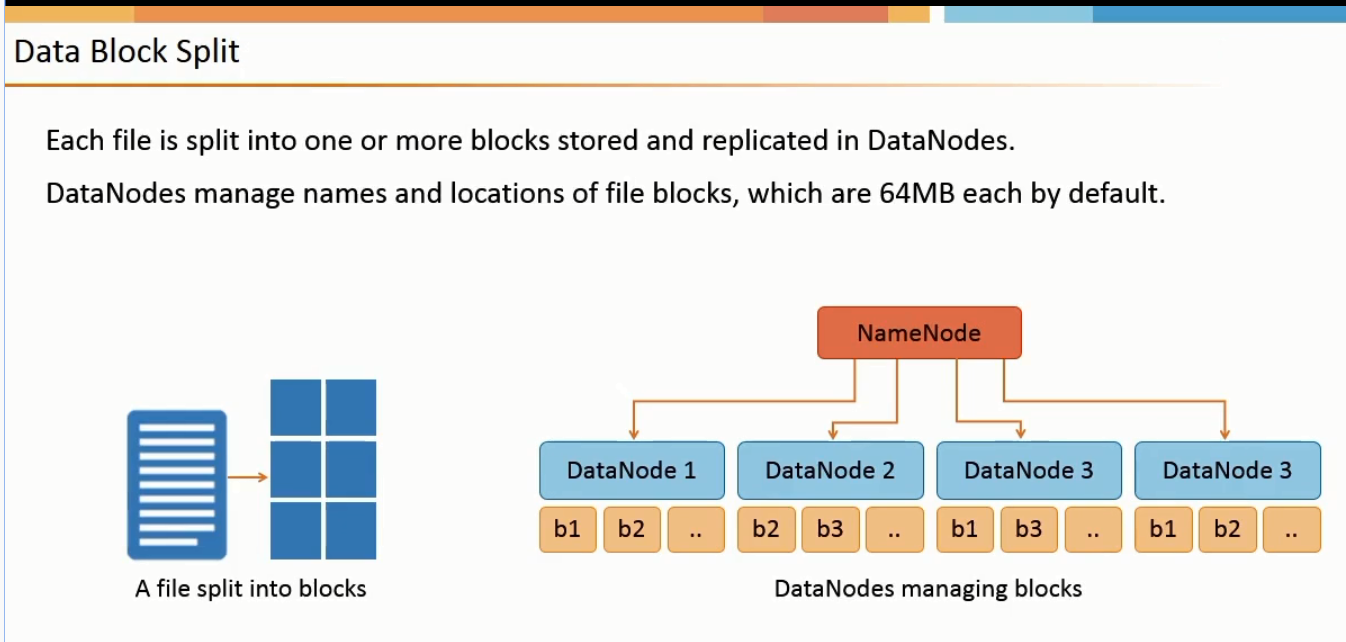 Data Block Split
Each file is split into one or more blocks stored and replicated in DataNodes.
DataNodes manage names and locations of file blocks, which are 64MB each by default.
NameNode
DataNode 1
DataNode 2
DataNode 3
DataNode 3
b1 b2 ..
b2 b3 ..
b1 b3 ..
b1 b2 ..
A file split into blocks
DataNodes managing blocks